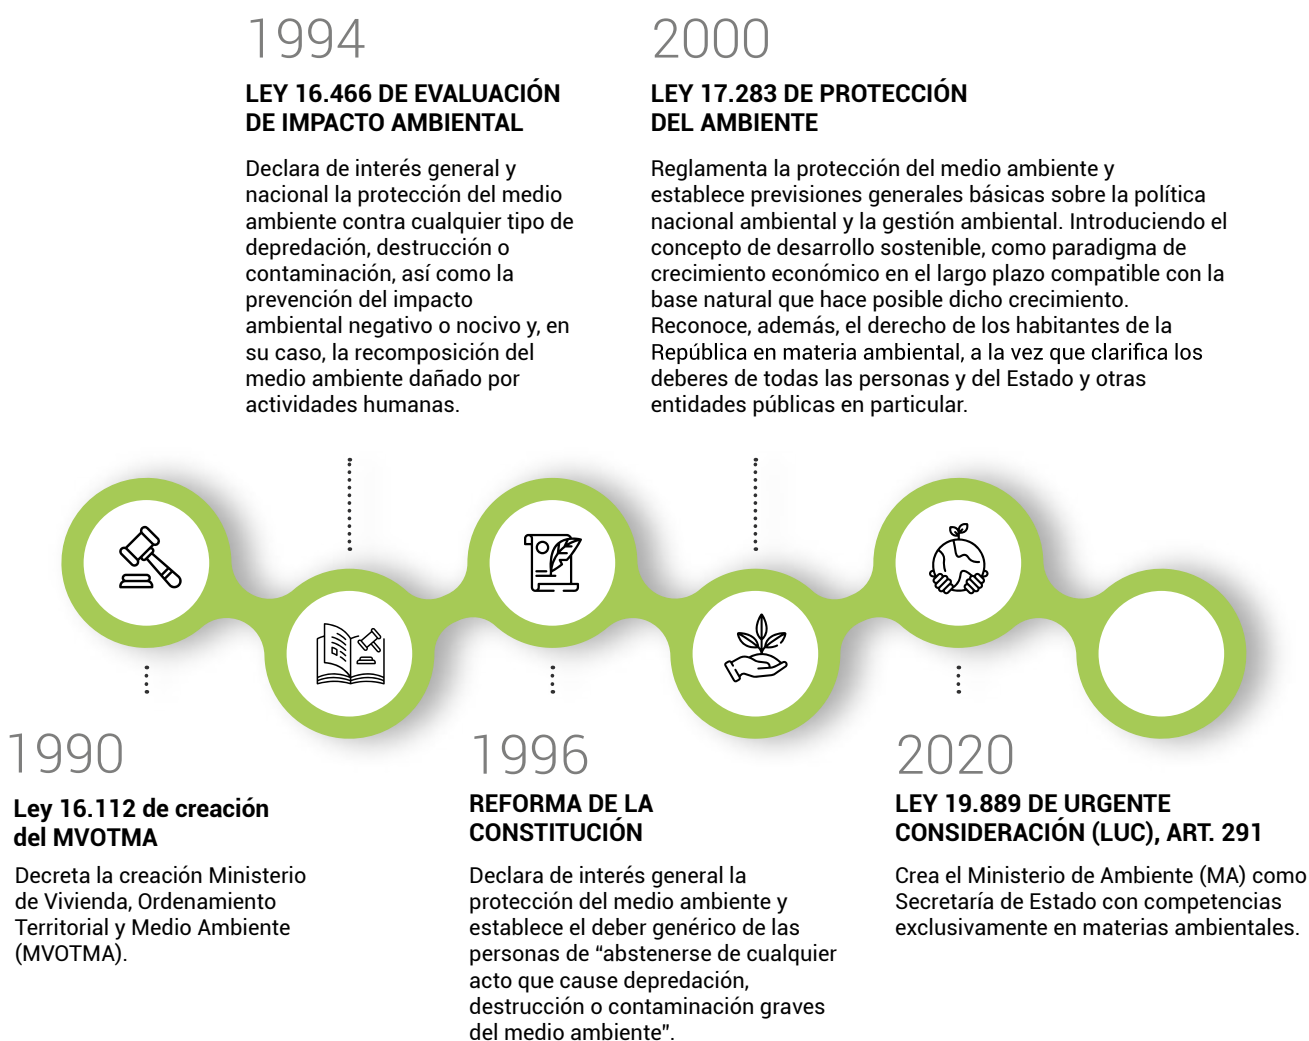 1994
LEY 16.466 DE EVALUACIÓN
DE IMPACTO AMBIENTAL
Declara de interés general y
nacional la protección del medio
ambiente contra cualquier tipo de
depredación, destrucción o
contaminación, así como la
prevención del impacto
ambiental negativo o nocivo y, en
su caso, la recomposición del
medio ambiente dañado por
actividades humanas.
2000
LEY 17.283 DE PROTECCIÓN
DEL AMBIENTE
Reglamenta la protección del medio ambiente y
establece previsiones generales básicas sobre la política
nacional ambiental y la gestión ambiental. Introduciendo el
concepto de desarrollo sostenible, como paradigma de
crecimiento económico en el largo plazo compatible con la
base natural que hace posible dicho crecimiento.
Reconoce, además, el derecho de los habitantes de la
República en materia ambiental, a la vez que clarifica los
deberes de todas las personas y del Estado y otras
entidades públicas en particular.
1990
Ley 16.112 de creación
del MVOTMA
Decreta la creación Ministerio
de Vivienda, Ordenamiento
Territorial y Medio Ambiente
(MVOTMA).
1996
REFORMA DE LA
CONSTITUCIÓN
Declara de interés general la
protección del medio ambiente y
establece el deber genérico de las
personas de “abstenerse de cualquier
acto que cause depredación,
destrucción o contaminación graves
del medio ambiente”.
2020
LEY 19.889 DE URGENTE
CONSIDERACIÓN (LUC), ART. 291
Crea el Ministerio de Ambiente (MA) como
Secretaría de Estado con competencias
exclusivamente en materias ambientales.